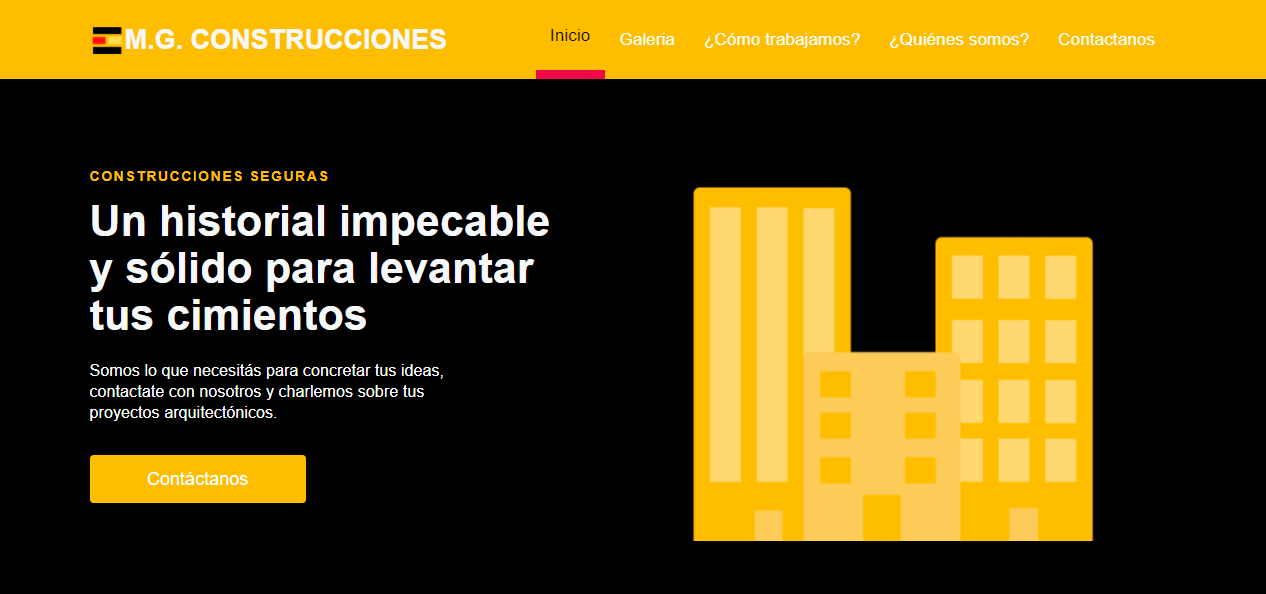 M.G. CONSTRUCCIONES
Inicio
Galeria
¿Cómo trabajamos?
¿Quiénes somos?
Contactanos
CONSTRUCCIONES SEGURAS
Un historial impecable
y sólido para levantar
tus cimientos
Somos lo que necesitás para concretar tus ideas,
contactate con nosotros y charlemos sobre tus
proyectos arquitectónicos.
Contáctanos